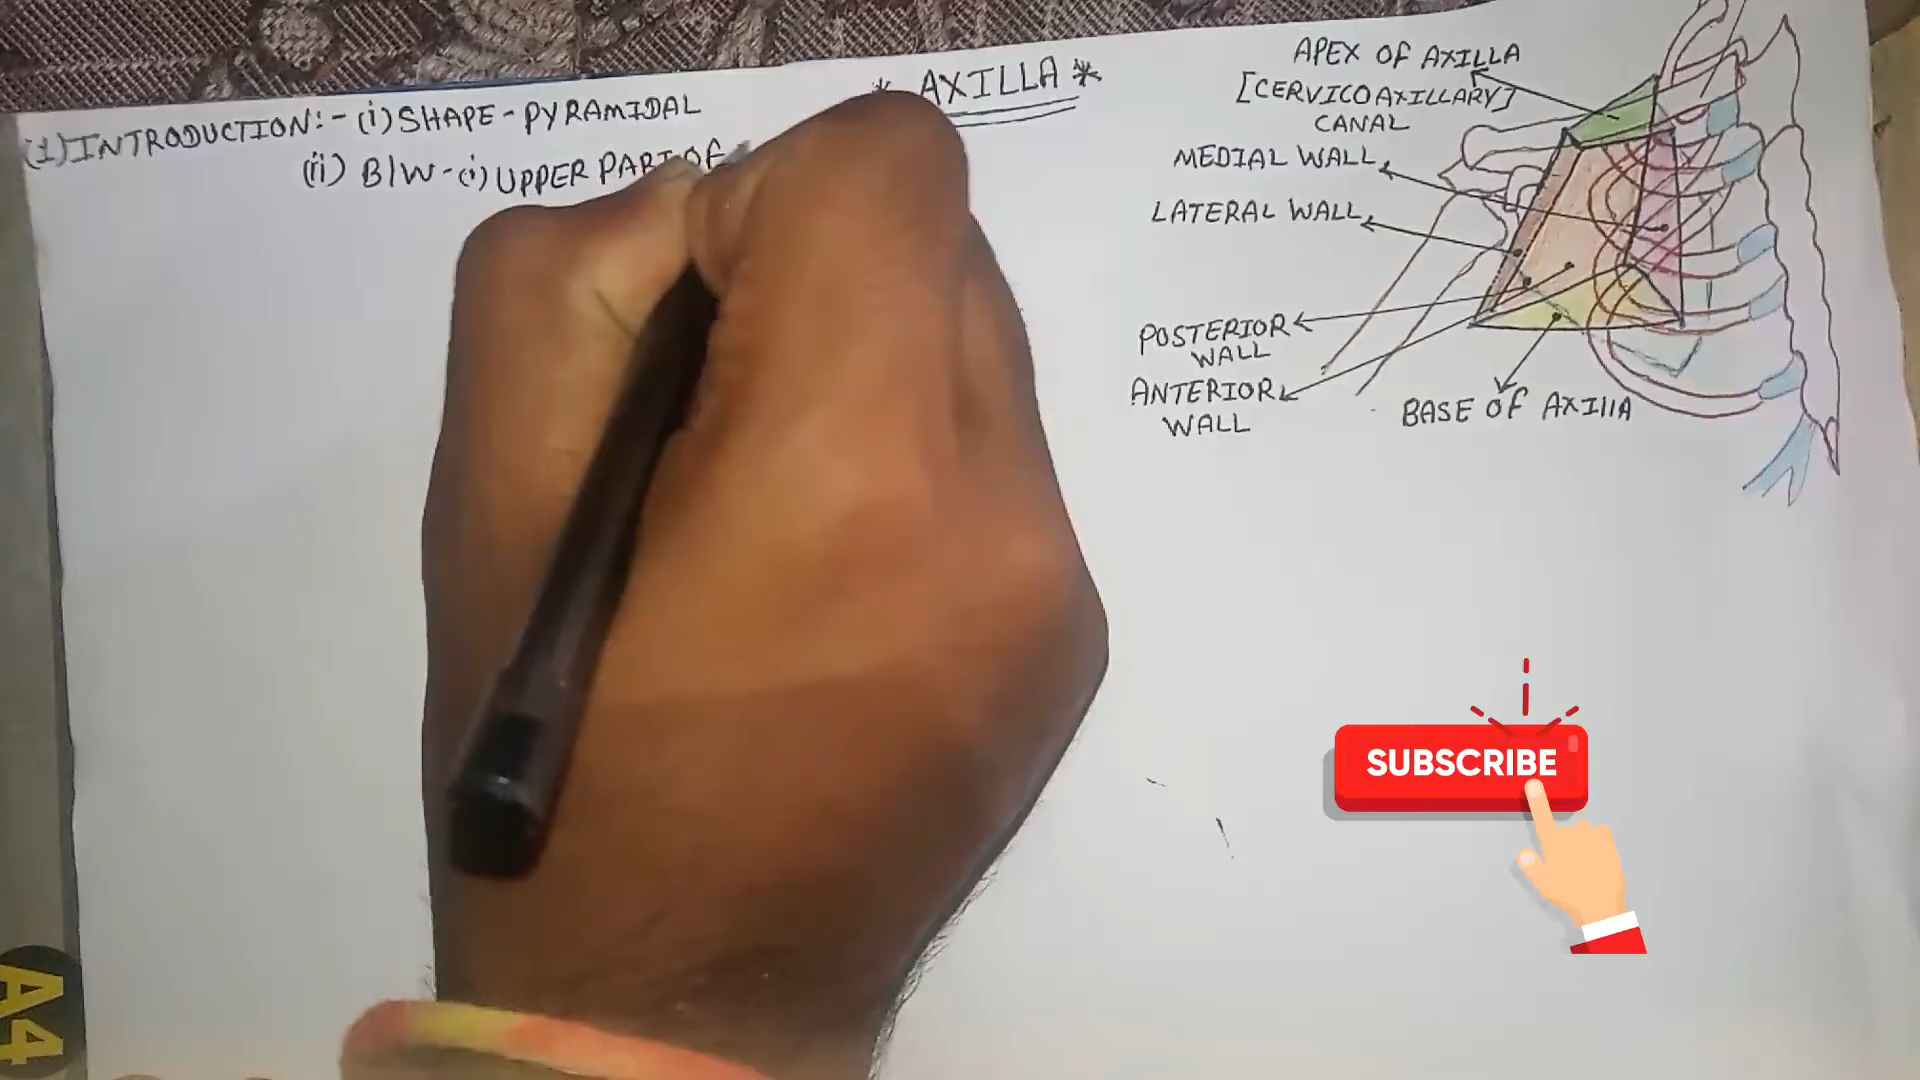 * AXILLA *
(1) INTRODUCTION:- (i) SHAPE - PYRAMIDAL
(ii) B/W - (i) UPPER PART OF
APEX OF AXILLA
[CERVICOAXILLARY]
CANAL
MEDIAL WALL
LATERAL WALL
POSTERIOR
WALL
ANTERIOR
WALL
BASE OF AXIllA
SUBSCRIBE
A4